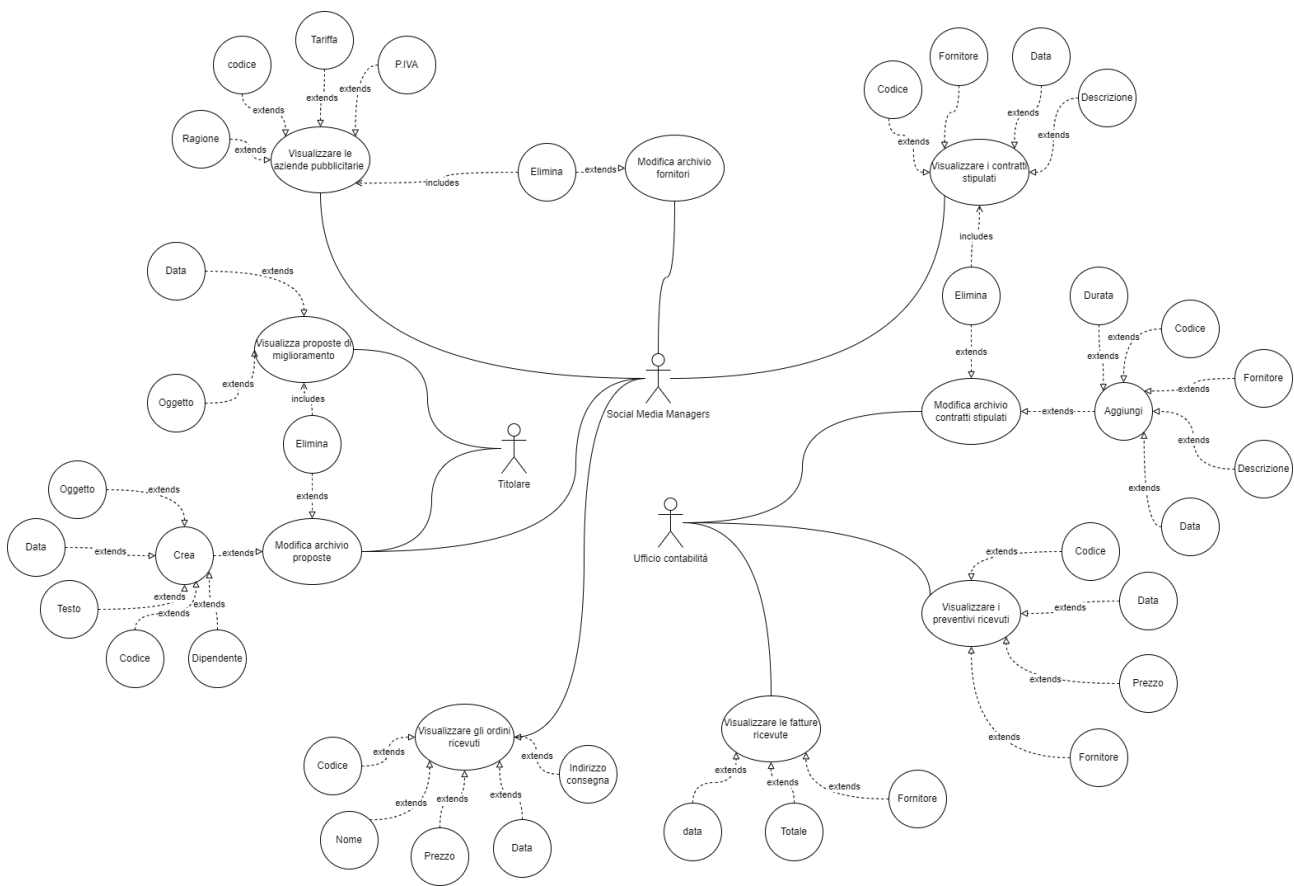 Tariffa
codice
P.IVA
extends
extends
extends
Ragione
extends
Visualizzare le
aziende pubblicitarie
includes
Elimina
extends
Modifica archivio
fornitori
Fornitore
Data
Codice
Descrizione
extends
extends
extends
extends
Visualizzare i contratti
stipulati
includes
Elimina
extends
Data
extends
Visualizza proposte di
miglioramento
Oggetto
extends
includes
Elimina
extends
Social Media Managers
Titolare
Modifica archivio
contratti stipulati
extends
Aggiungi
Durata
extends
Codice
extends
Fornitore
extends
Descrizione
extends
Data
extends
Oggetto
extends
Data
extends
Crea
extends
Modifica archivio
proposte
Testo
extends
extends
extends
Codice
Dipendente
Ufficio contabilità
Codice
extends
Data
extends
Visualizzare i
preventivi ricevuti
Prezzo
extends
Fornitore
extends
Visualizzare gli ordini
ricevuti
Codice
extends
Indirizzo
consegna
extends
extends
extends
extends
Nome
Prezzo
Data
Visualizzare le fatture
ricevute
extends
extends
extends
data
Totale
Fornitore